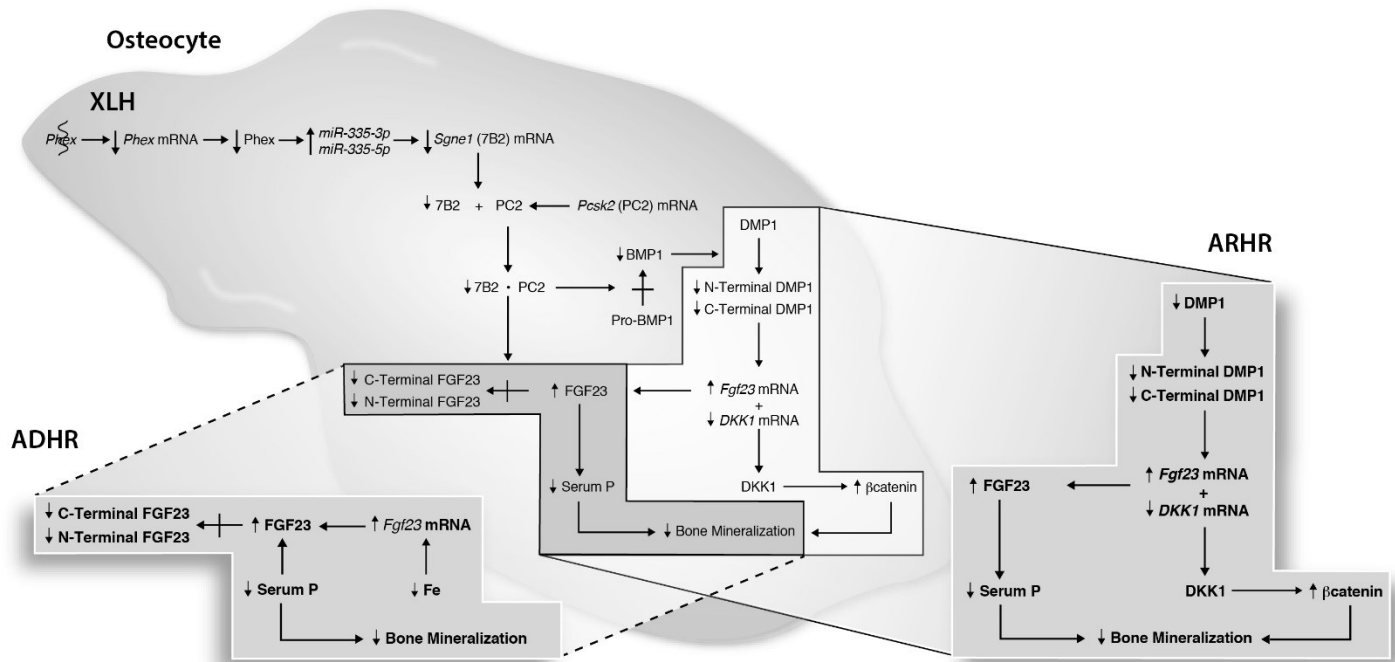 Osteocyte
XLH
Phex → ↓ Phex mRNA → ↓ Phex → ↑ miR-335-3p miR-335-5p → ↓ Sgne1 (7B2) mRNA
↓ 7B2 + PC2 ← Pcsk2 (PC2) mRNA
DMP1
↓ BMP1
↓ 7B2 • PC2
Pro-BMP1
↓ N-Terminal DMP1
↓ C-Terminal DMP1
↓ C-Terminal FGF23
↓ N-Terminal FGF23
↑ FGF23
↑ Fgf23 mRNA
+
↓ DKK1 mRNA
↓ Serum P
DKK1
↑ βcatenin
↓ Bone Mineralization
ADHR
↓ C-Terminal FGF23
↓ N-Terminal FGF23
↑ FGF23
↑ Fgf23 mRNA
↓ Serum P
↓ Fe
↓ Bone Mineralization
ARHR
↓ DMP1
↓ N-Terminal DMP1
↓ C-Terminal DMP1
↑ FGF23
↑ Fgf23 mRNA
+
↓ DKK1 mRNA
↓ Serum P
DKK1
↑ βcatenin
↓ Bone Mineralization